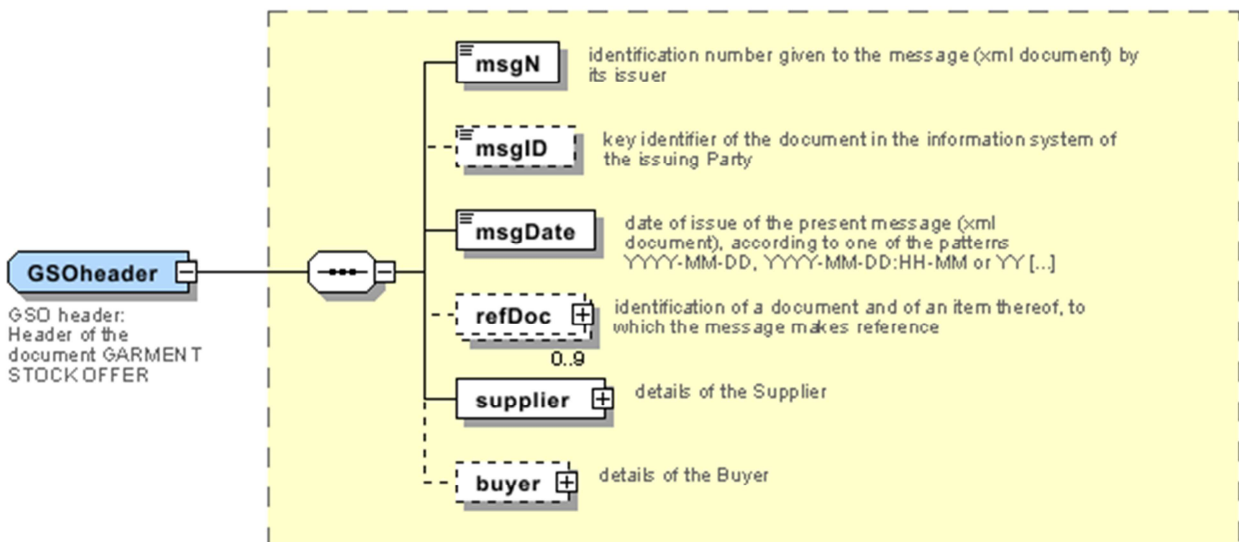 msgN
identification number given to the message (xml document) by
its issuer
msgID
key identifier of the document in the information system of
the issuing Party
msgDate
date of issue of the present message (xml
document), according to one of the patterns
YYYY-MM-DD, YYYY-MM-DD:HH-MM or YY [...]
GSOheader
GSO header:
Header of the
document GARMENT
STOCK OFFER
refDoc
identification of a document and of an item thereof, to
which the message makes reference
0..9
supplier
details of the Supplier
buyer
details of the Buyer